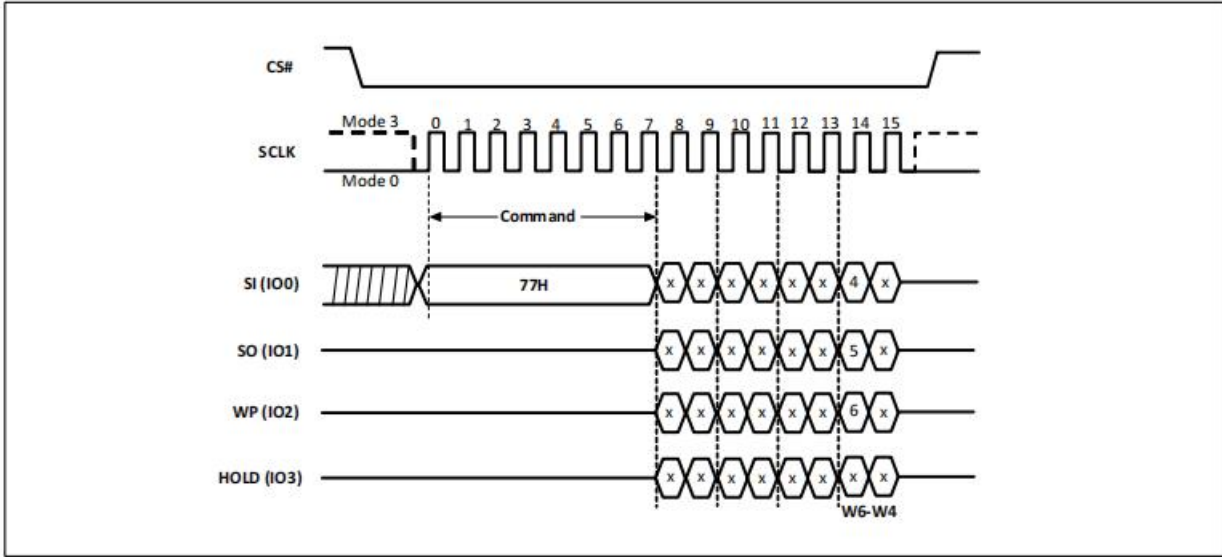 CS#
Mode 3 0 1 2 3 4 5 6 7 8 9 10 11 12 13 14 15
SCLK
Mode 0
Command
SI (IO0) 77H x x x x x x 4 x
SO (IO1) x x x x x x 5 x
WP (IO2) x x x x x x 6 x
HOLD (IO3) x x x x x x x x
W6-W4